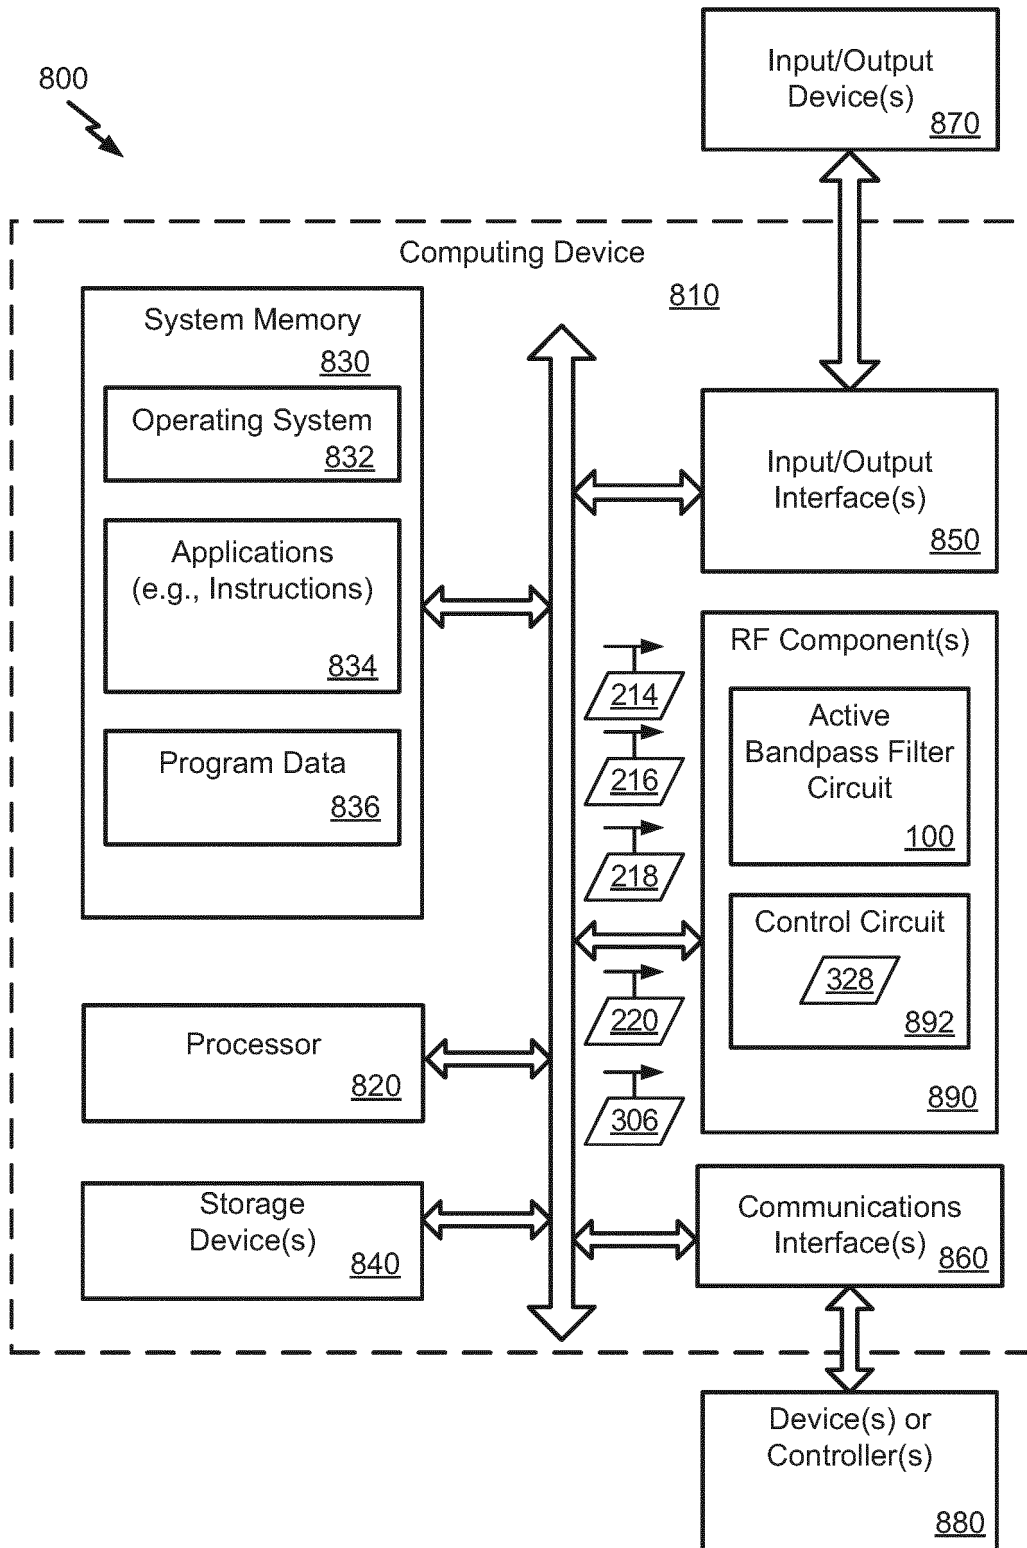 800
Input/Output
Device(s)
870
Computing Device
810
System Memory
830
Operating System
832
Applications
(e.g., Instructions)
834
Program Data
836
Processor
820
Storage
Device(s)
840
Input/Output
Interface(s)
850
214
216
218
220
306
RF Component(s)
Active
Bandpass Filter
Circuit
100
Control Circuit
328
892
890
Communications
Interface(s)
860
Device(s) or
Controller(s)
880